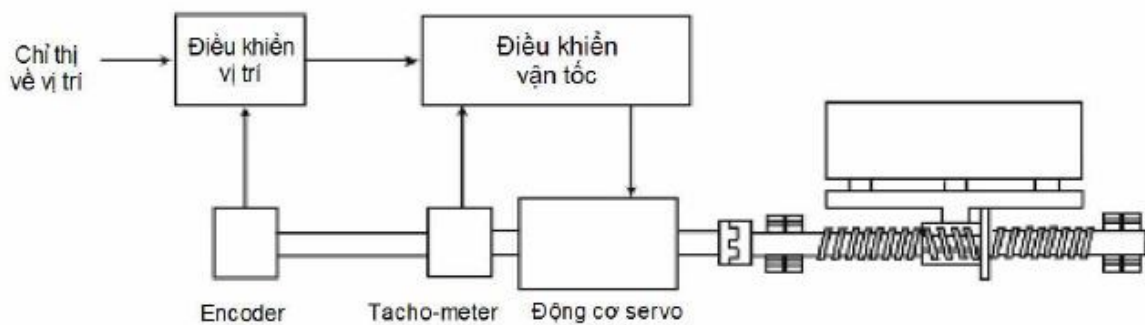 Chỉ thị
về vị trí
Điều khiển
vị trí
Điều khiển
vận tốc
Encoder
Tacho-meter
Động cơ servo